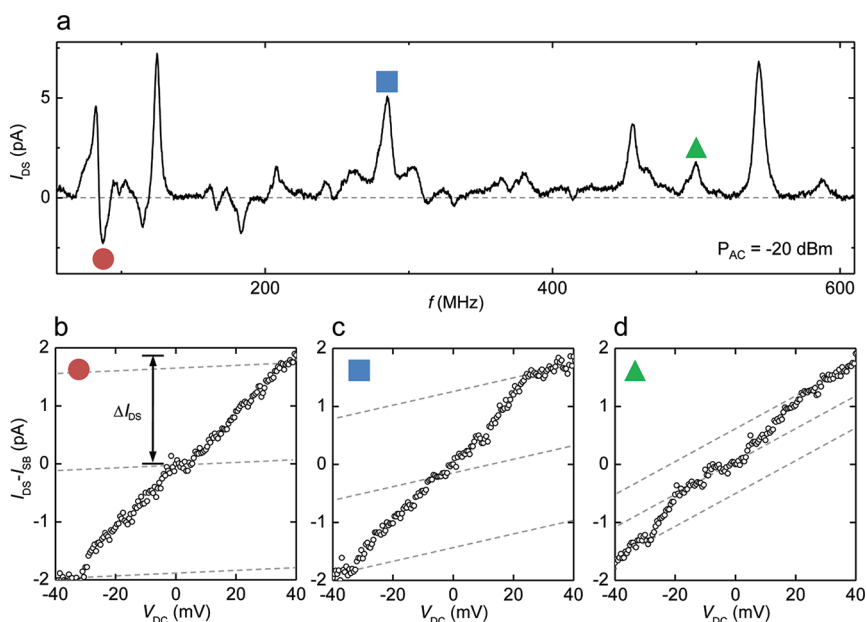 a
I_DS (pA)
5
0
P_AC = -20 dBm
200 400 600
f (MHz)
b c d
I_DS-I_SB (pA)
2 2 2
ΔI_DS
1 1 1
0 0 0
-1 -1 -1
-2 -2 -2
-40 -20 0 20 40 -40 -20 0 20 40 -40 -20 0 20 40
V_DC (mV) V_DC (mV) V_DC (mV)